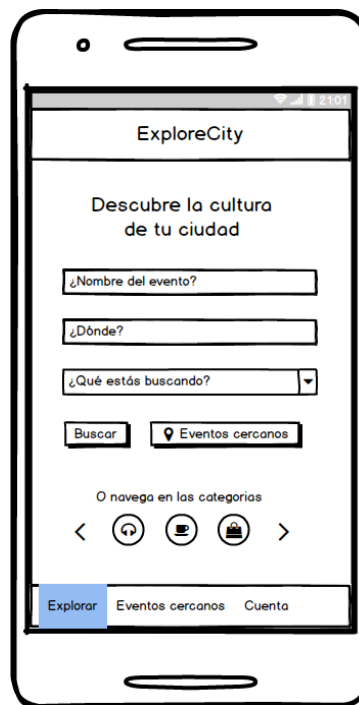 21:01
ExploreCity
Descubre la cultura
de tu ciudad
¿Nombre del evento?
¿Dónde?
¿Qué estás buscando?
Buscar
Eventos cercanos
O navega en las categorias
Explorar Eventos cercanos Cuenta